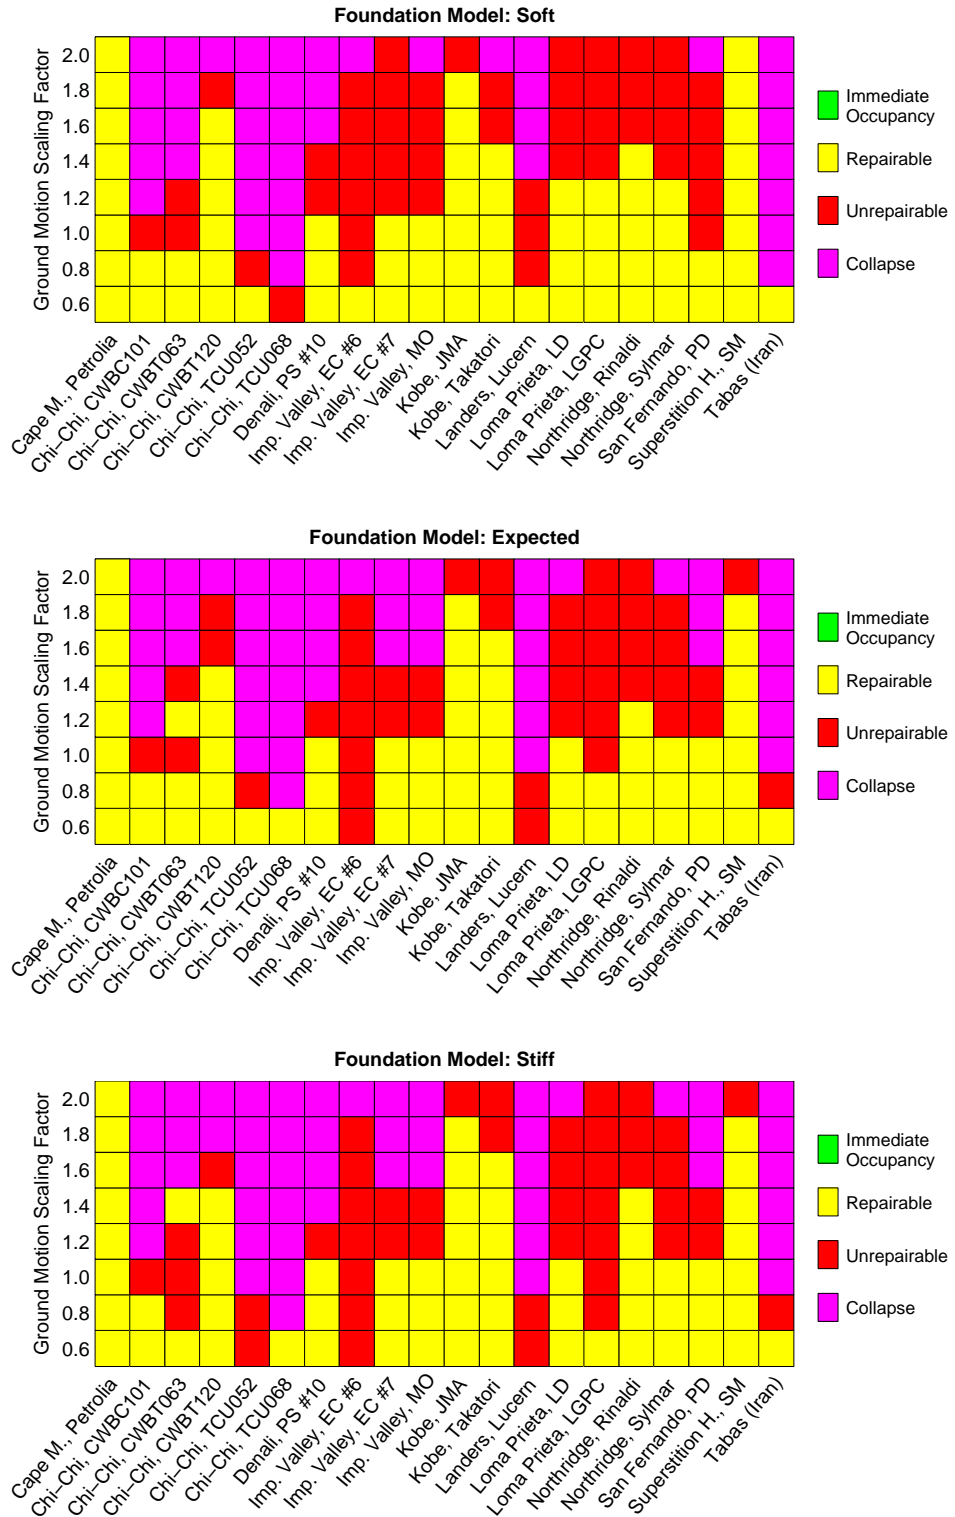 Foundation Model: Soft
Ground Motion Scaling Factor
2.0
1.8
1.6
1.4
1.2
1.0
0.8
0.6
Cape M., Petrolia
Chi−Chi, CWBC101
Chi−Chi, CWBT063
Chi−Chi, CWBT120
Chi−Chi, TCU052
Chi−Chi, TCU068
Denali, PS #10
Imp. Valley, EC #6
Imp. Valley, EC #7
Imp. Valley, MO
Kobe, JMA
Kobe, Takatori
Landers, Lucern
Loma Prieta, LD
Loma Prieta, LGPC
Northridge, Rinaldi
Northridge, Sylmar
San Fernando, PD
Superstition H., SM
Tabas (Iran)
Immediate
Occupancy
Repairable
Unrepairable
Collapse
Foundation Model: Expected
Ground Motion Scaling Factor
2.0
1.8
1.6
1.4
1.2
1.0
0.8
0.6
Cape M., Petrolia
Chi−Chi, CWBC101
Chi−Chi, CWBT063
Chi−Chi, CWBT120
Chi−Chi, TCU052
Chi−Chi, TCU068
Denali, PS #10
Imp. Valley, EC #6
Imp. Valley, EC #7
Imp. Valley, MO
Kobe, JMA
Kobe, Takatori
Landers, Lucern
Loma Prieta, LD
Loma Prieta, LGPC
Northridge, Rinaldi
Northridge, Sylmar
San Fernando, PD
Superstition H., SM
Tabas (Iran)
Immediate
Occupancy
Repairable
Unrepairable
Collapse
Foundation Model: Stiff
Ground Motion Scaling Factor
2.0
1.8
1.6
1.4
1.2
1.0
0.8
0.6
Cape M., Petrolia
Chi−Chi, CWBC101
Chi−Chi, CWBT063
Chi−Chi, CWBT120
Chi−Chi, TCU052
Chi−Chi, TCU068
Denali, PS #10
Imp. Valley, EC #6
Imp. Valley, EC #7
Imp. Valley, MO
Kobe, JMA
Kobe, Takatori
Landers, Lucern
Loma Prieta, LD
Loma Prieta, LGPC
Northridge, Rinaldi
Northridge, Sylmar
San Fernando, PD
Superstition H., SM
Tabas (Iran)
Immediate
Occupancy
Repairable
Unrepairable
Collapse